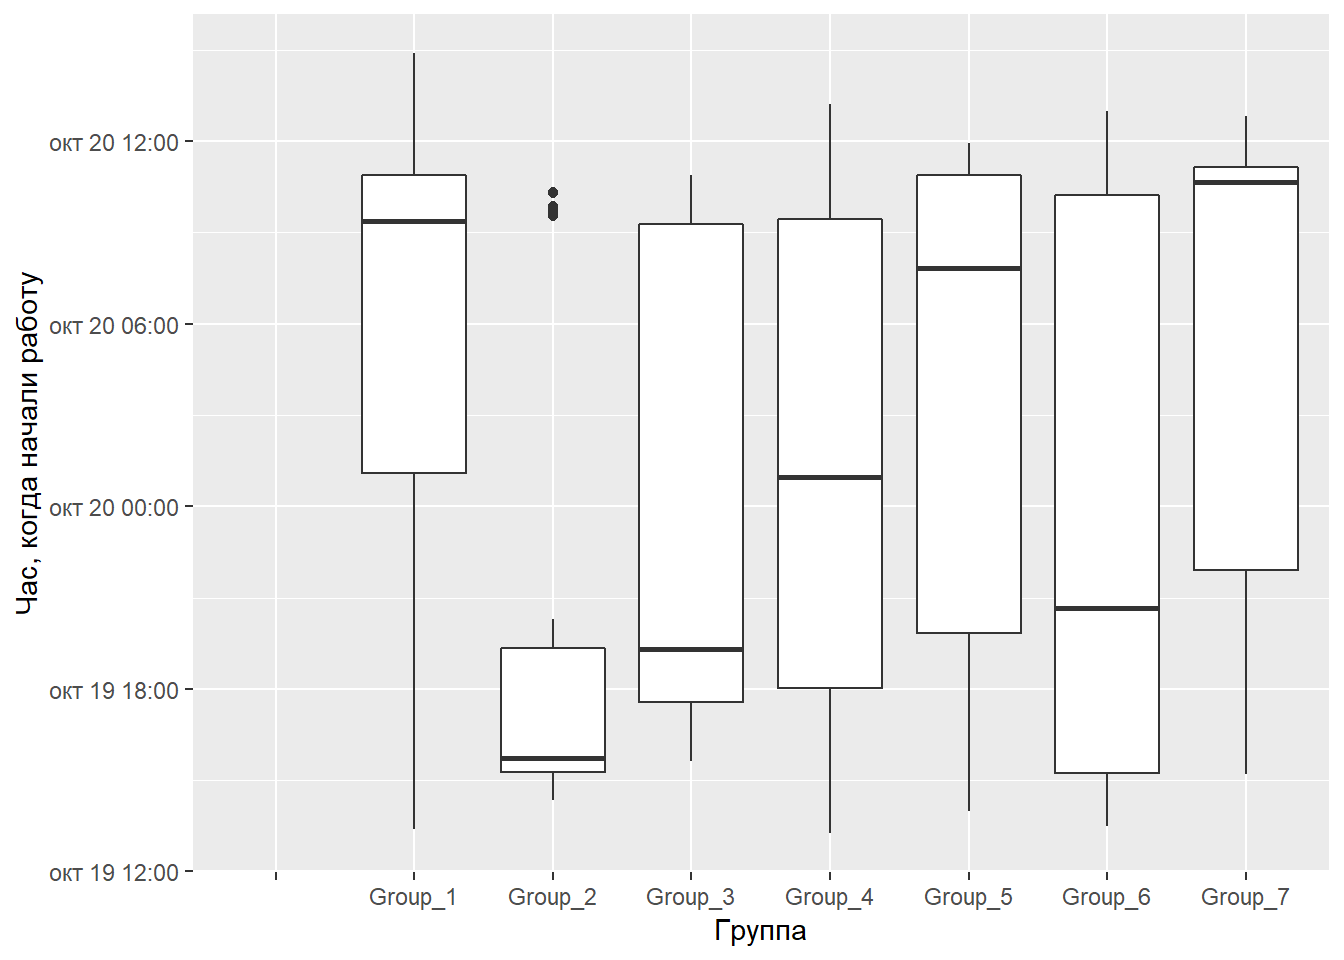 Час, когда начали работу
окт 20 12:00
окт 20 06:00
окт 20 00:00
окт 19 18:00
окт 19 12:00
Group_1 Group_2 Group_3 Group_4 Group_5 Group_6 Group_7
Группа